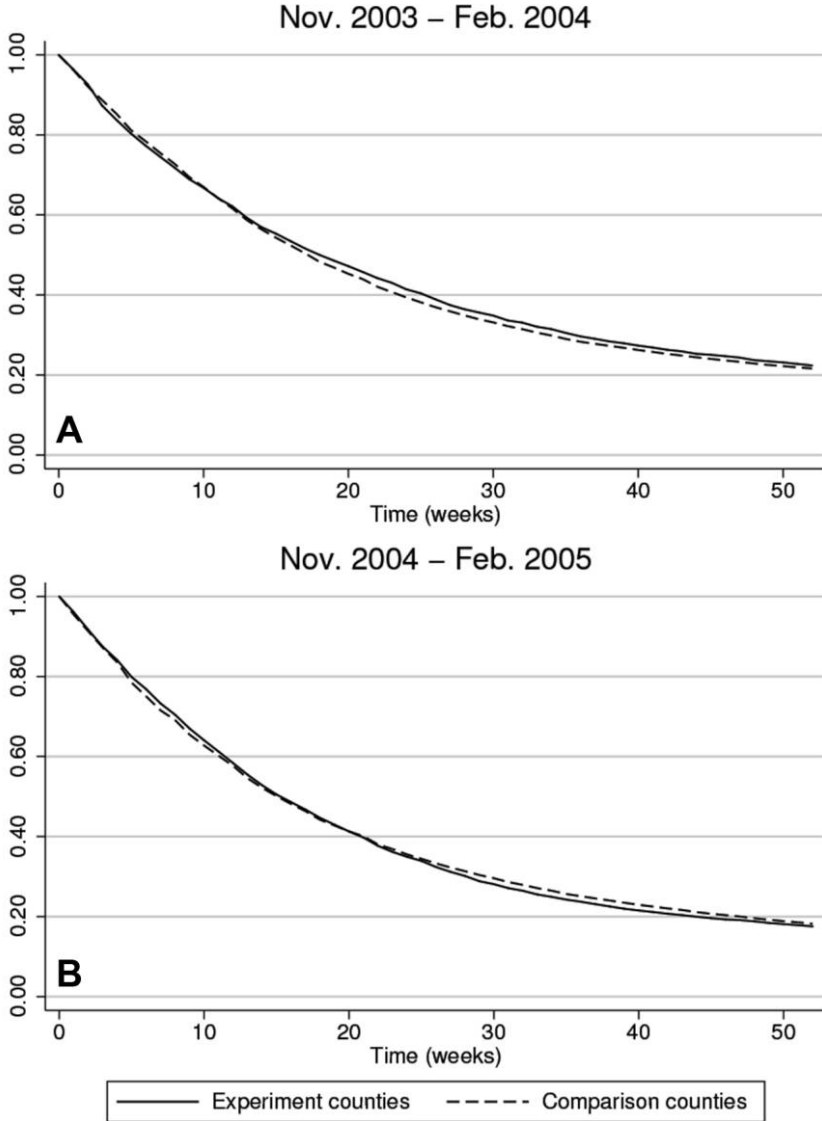 Nov. 2003 – Feb. 2004
1.00
0.80
0.60
0.40
0.20
0.00
A
0 10 20 30 40 50
Time (weeks)
Nov. 2004 – Feb. 2005
1.00
0.80
0.60
0.40
0.20
0.00
B
0 10 20 30 40 50
Time (weeks)
Experiment counties Comparison counties